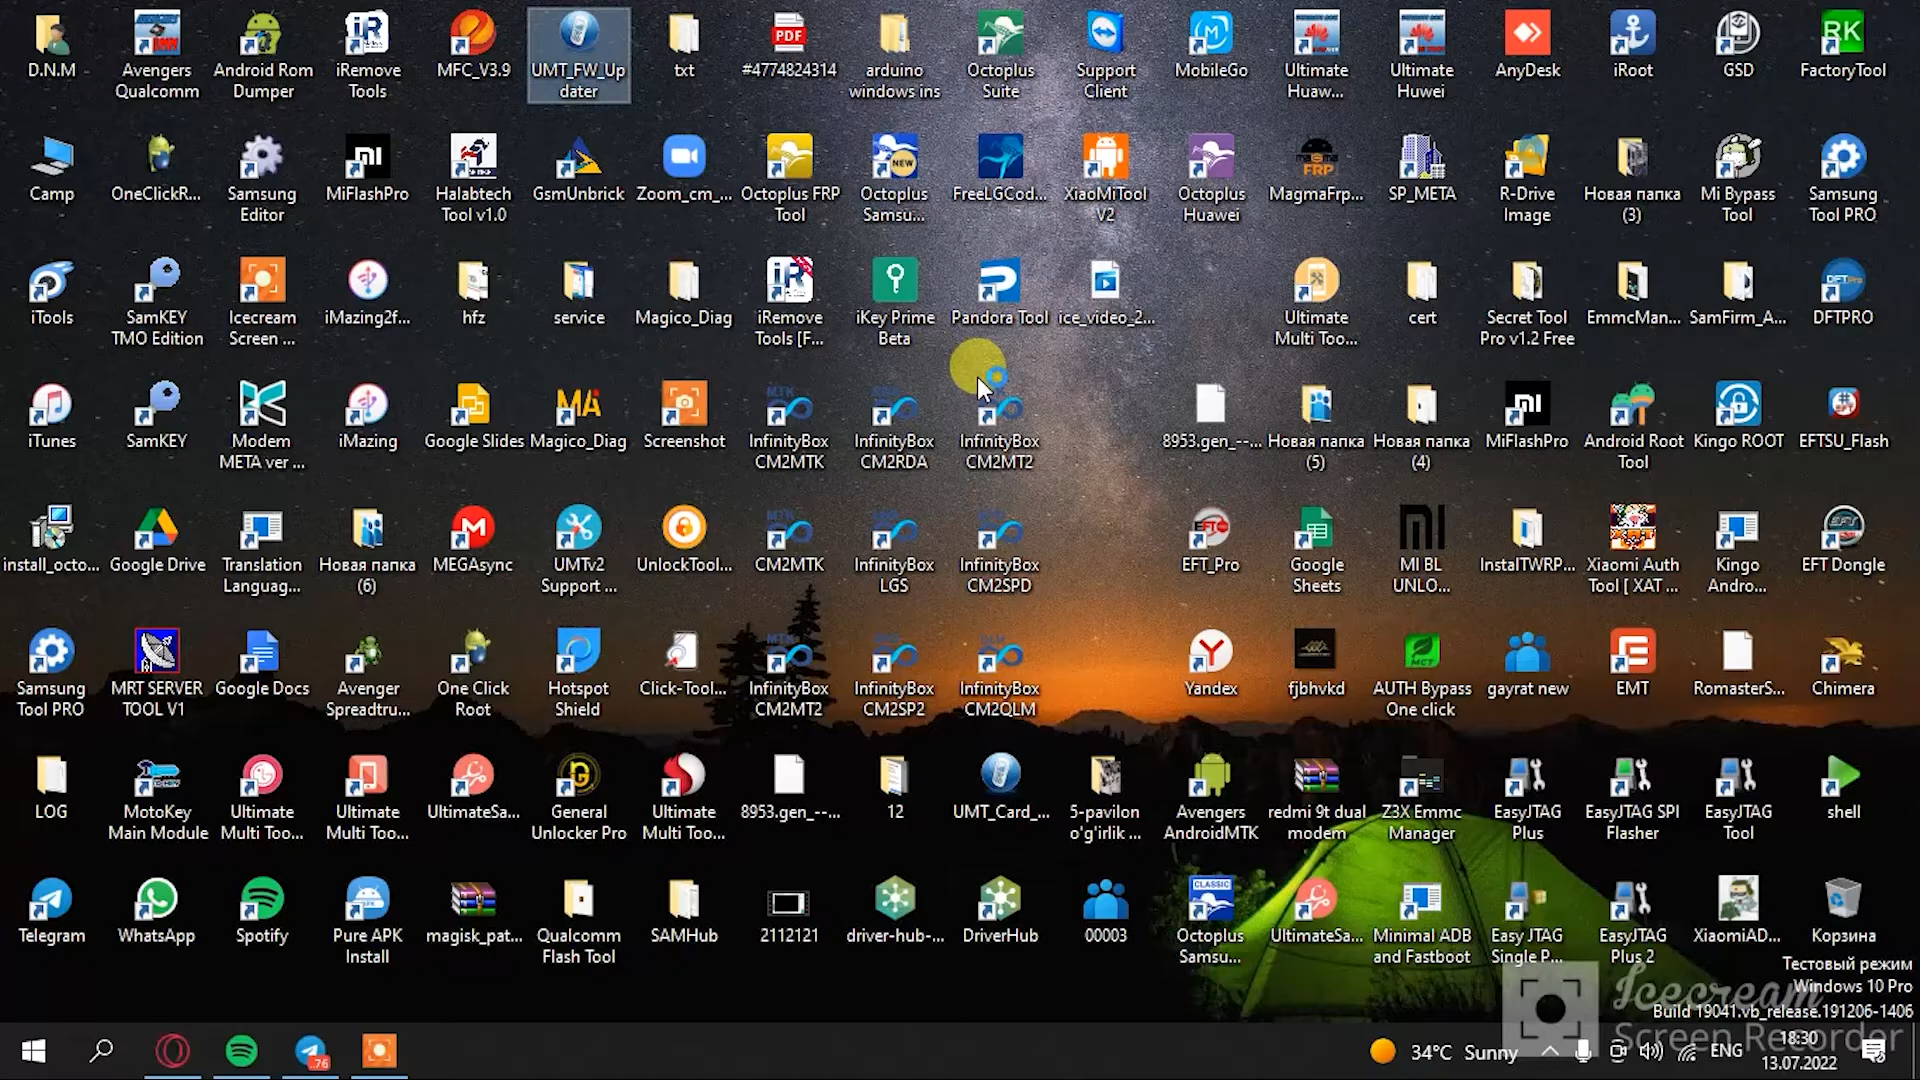 D.N.M
Avengers
Qualcomm
Android Rom
Dumper
iRemove
Tools
MFC_V3.9
UMT_FW_Up
dater
txt
PDF
#4774824314
arduino
windows ins
Octoplus
Suite
Support
Client
MobileGo
Ultimate
Huaw...
Ultimate
Huwei
AnyDesk
iRoot
GSD
RK
FactoryTool
Camp
OneClickR...
Samsung
Editor
MiFlashPro
Halabtech
Tool v1.0
GsmUnbrick
Zoom_cm_...
Octoplus FRP
Tool
NEW
Octoplus
Samsu...
FreeLGCod...
XiaoMiTool
V2
Octoplus
Huawei
FRP
MagmaFrp...
SP_META
R-Drive
Image
Новая папка
(3)
Mi Bypass
Tool
Samsung
Tool PRO
iTools
SamKEY
TMO Edition
Icecream
Screen ...
iMazing2f...
hfz
service
Magico_Diag
iR
iRemove
Tools [F...
iKey Prime
Beta
Pandora Tool
ice_video_2...
Ultimate
Multi Too...
cert
Secret Tool
Pro v1.2 Free
EmmcMan...
SamFirm_A...
DFTPRO
iTunes
SamKEY
Modem
META ver ...
iMazing
Google Slides
MA
Magico_Diag
Screenshot
MTK
InfinityBox
CM2MTK
InfinityBox
CM2RDA
InfinityBox
CM2MT2
8953.gen_--...
Новая папка
(5)
Новая папка
(4)
MiFlashPro
Android Root
Tool
Kingo ROOT
EFTSU_Flash
install_octo...
Google Drive
Translation
Languag...
Новая папка
(6)
MEGAsync
UMTv2
Support ...
UnlockTool...
MTK
CM2MTK
InfinityBox
LGS
InfinityBox
CM2SPD
EFT_Pro
Google
Sheets
MI
MI BL
UNLO...
InstalTWRP...
Xiaomi Auth
Tool [ XAT ...
Kingo
Andro...
EFT Dongle
Samsung
Tool PRO
MRT SERVER
TOOL V1
Google Docs
Avenger
Spreadtru...
One Click
Root
Hotspot
Shield
Click-Tool...
InfinityBox
CM2MT2
InfinityBox
CM2SP2
InfinityBox
CM2QLM
Yandex
fjbhvkd
MCT
AUTH Bypass
One click
gayrat new
EMT
RomasterS...
Chimera
LOG
MotoKey
Main Module
Ultimate
Multi Too...
Ultimate
Multi Too...
UltimateSa...
General
Unlocker Pro
Ultimate
Multi Too...
8953.gen_--...
12
UMT_Card_...
5-pavilon
o'g'irlik ...
Avengers
AndroidMTK
redmi 9t dual
modem
Z3X Emmc
Manager
EasyJTAG
Plus
EasyJTAG SPI
Flasher
EasyJTAG
Tool
shell
Telegram
WhatsApp
Spotify
Pure APK
Install
magisk_pat...
Qualcomm
Flash Tool
SAMHub
2112121
driver-hub-...
DriverHub
00003
CLASSIC
Octoplus
Samsu...
UltimateSa...
Minimal ADB
and Fastboot
Easy JTAG
Single P...
EasyJTAG
Plus 2
XiaomiAD...
Корзина
Тестовый режим
Windows 10 Pro
Build 19041.vb_release.191206-1406
Icecream
Screen Recorder
76
34°C Sunny
ENG
18:30
13.07.2022